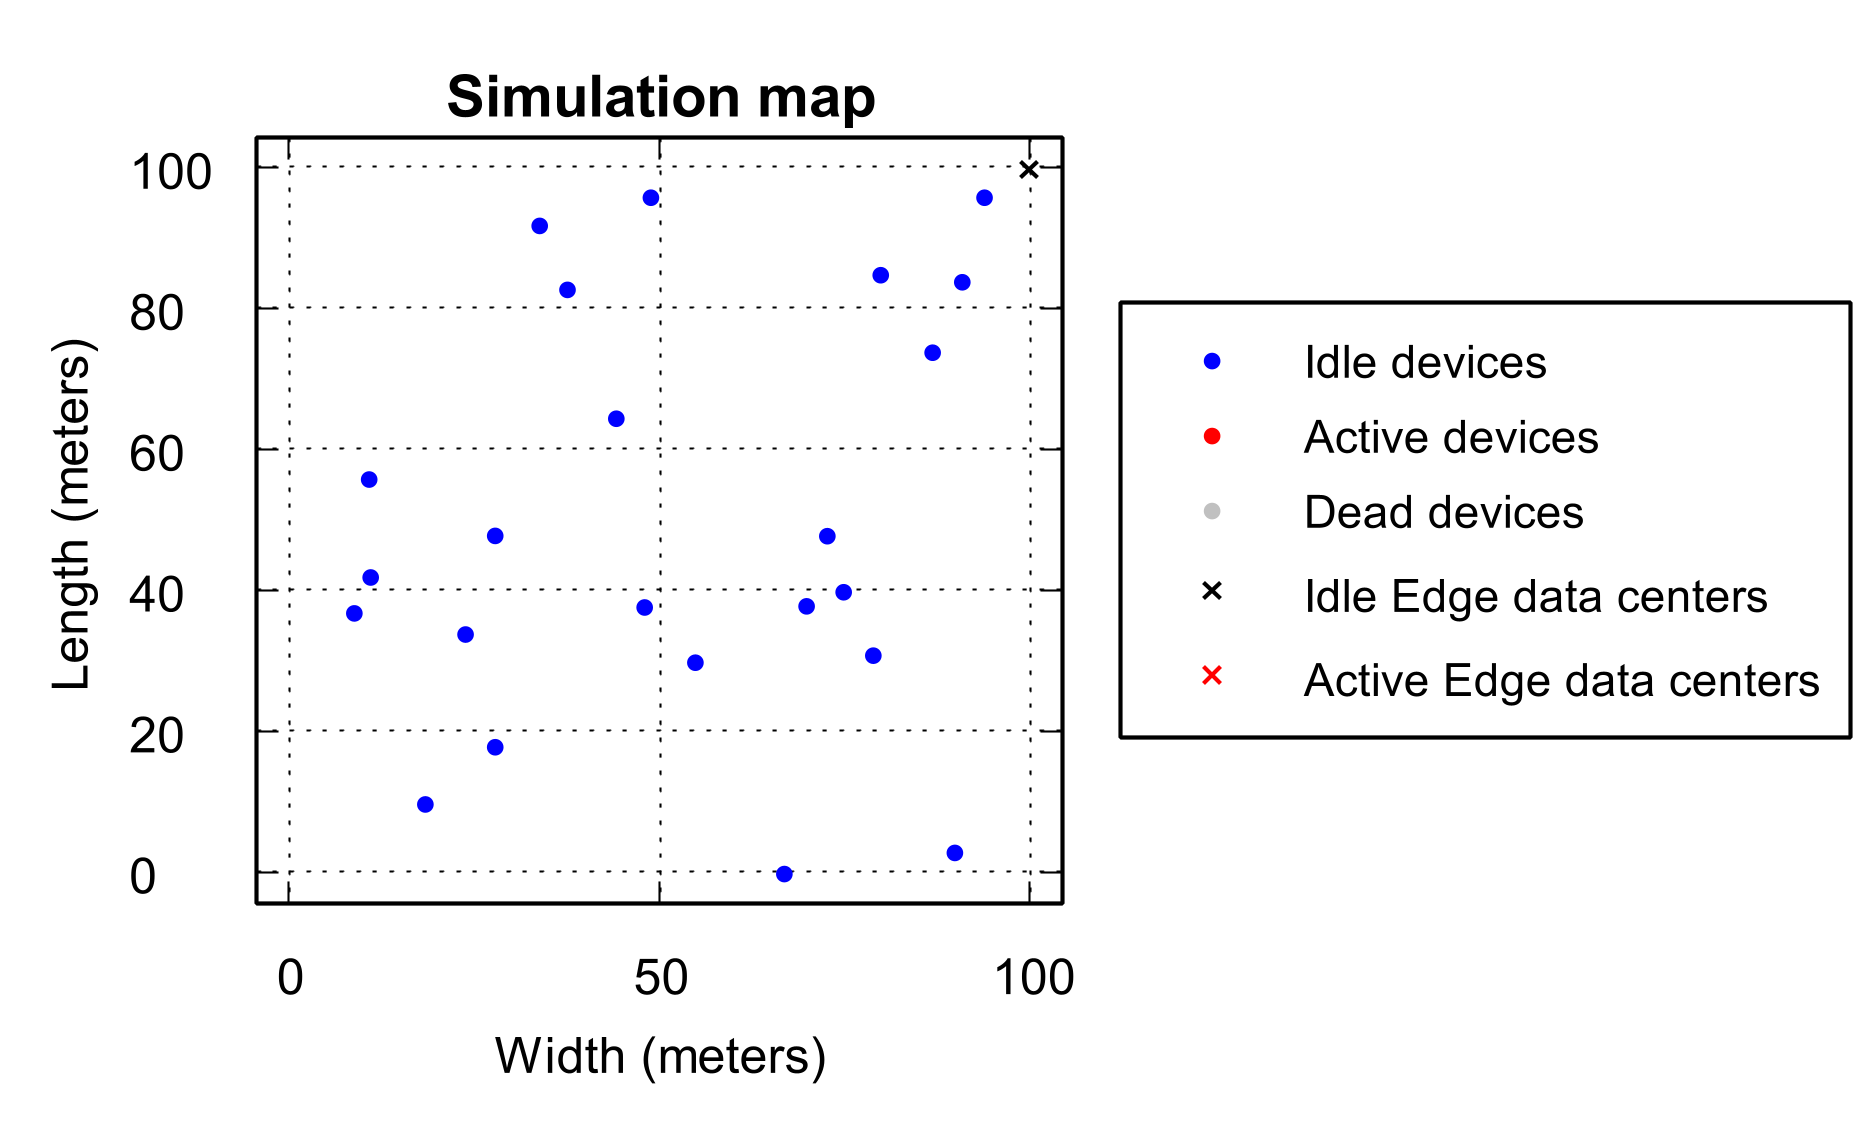 Simulation map
100
80
60
40
20
0
Length (meters)
0 50 100
Width (meters)
Idle devices
Active devices
Dead devices
Idle Edge data centers
Active Edge data centers